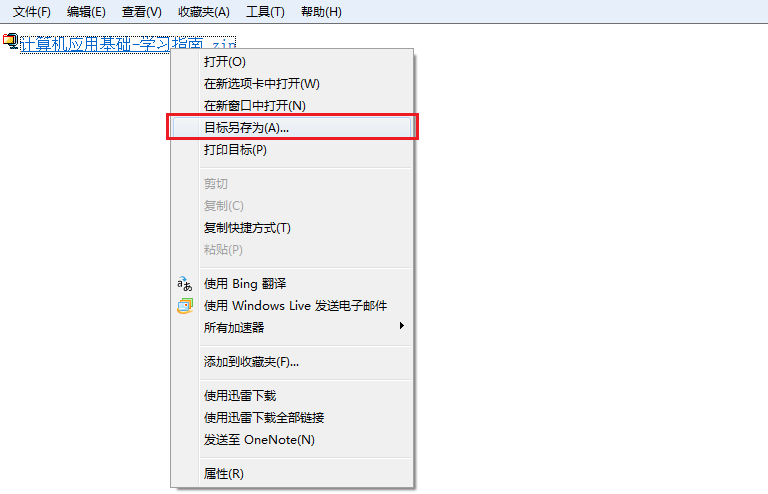 文件(F) 编辑(E) 查看(V) 收藏夹(A) 工具(T) 帮助(H)
计算机应用基础-学习指南.zip
打开(O)
在新选项卡中打开(W)
在新窗口中打开(N)
目标另存为(A)...
打印目标(P)
剪切
复制(C)
复制快捷方式(T)
粘贴(P)
使用 Bing 翻译
使用 Windows Live 发送电子邮件
所有加速器
添加到收藏夹(F)...
使用迅雷下载
使用迅雷下载全部链接
发送至 OneNote(N)
属性(R)